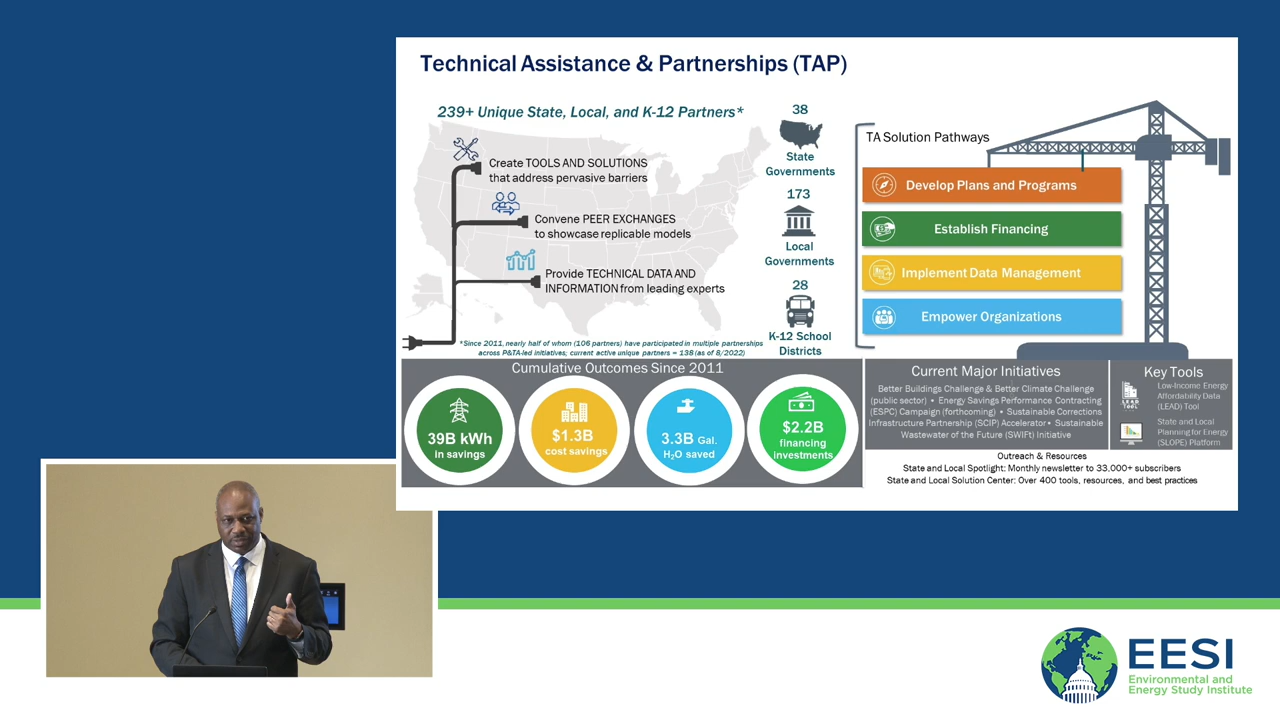 Technical Assistance & Partnerships (TAP)
239+ Unique State, Local, and K-12 Partners*
Create TOOLS AND SOLUTIONS
that address pervasive barriers
Convene PEER EXCHANGES
to showcase replicable models
Provide TECHNICAL DATA AND
INFORMATION from leading experts
*Since 2011, nearly half of whom (106 partners) have participated in multiple partnerships
across P&TA-led initiatives; current active unique partners = 138 (as of 8/2022)
38
State
Governments
173
Local
Governments
28
K-12 School
Districts
TA Solution Pathways
Develop Plans and Programs
Establish Financing
Implement Data Management
Empower Organizations
Cumulative Outcomes Since 2011
39B kWh
in savings
$1.3B
cost savings
3.3B Gal.
H₂O saved
$2.2B
financing
investments
Current Major Initiatives
Better Buildings Challenge & Better Climate Challenge
(public sector) • Energy Savings Performance Contracting
(ESPC) Campaign (forthcoming) • Sustainable Corrections
Infrastructure Partnership (SCIP) Accelerator • Sustainable
Wastewater of the Future (SWIFt) Initiative
Key Tools
LEAD
TOOL
Low-Income Energy
Affordability Data
(LEAD) Tool
State and Local
Planning for Energy
(SLOPE) Platform
Outreach & Resources
State and Local Spotlight: Monthly newsletter to 33,000+ subscribers
State and Local Solution Center: Over 400 tools, resources, and best practices
EESI
Environmental and
Energy Study Institute